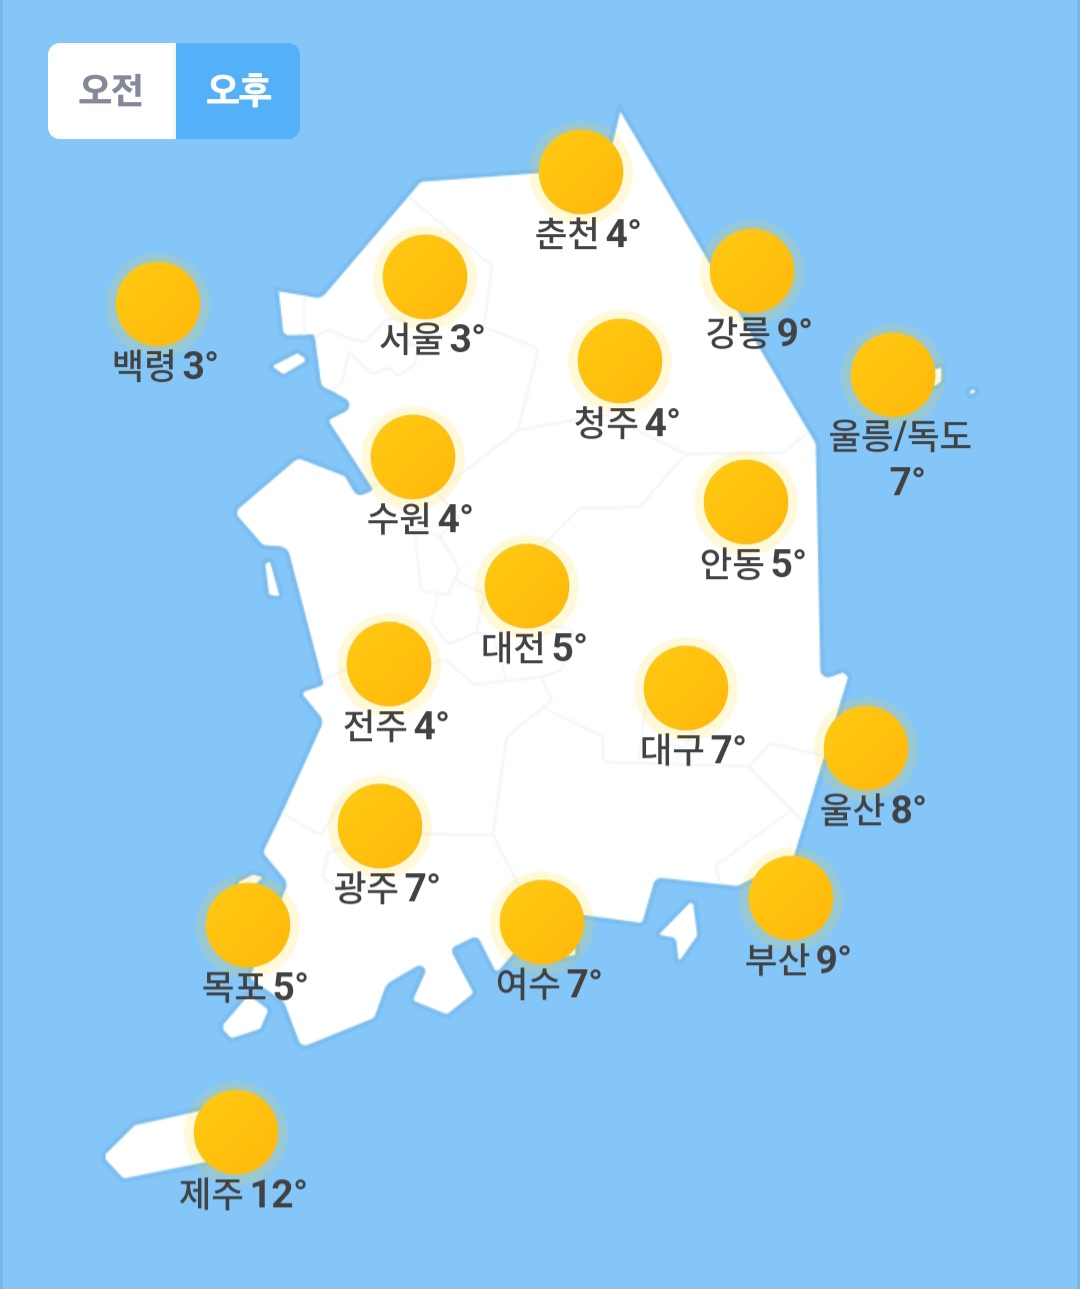 오전 오후
춘천 4°
강릉 9°
서울 3°
백령 3°
청주 4°
울릉/독도
7°
수원 4°
안동 5°
대전 5°
전주 4°
대구 7°
울산 8°
광주 7°
부산 9°
여수 7°
목포 5°
제주 12°